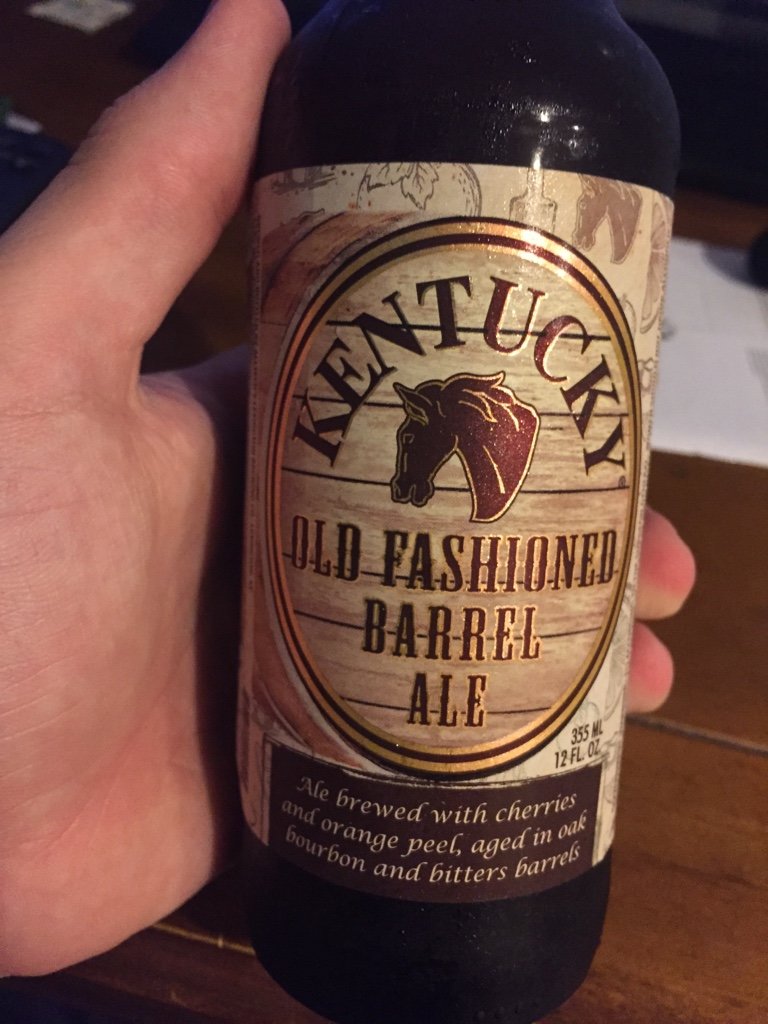 KENTUCKY®
OLD FASHIONED
BARREL
ALE
355 ML
12 FL. OZ.
Ale brewed with cherries
and orange peel, aged in oak
bourbon and bitters barrels